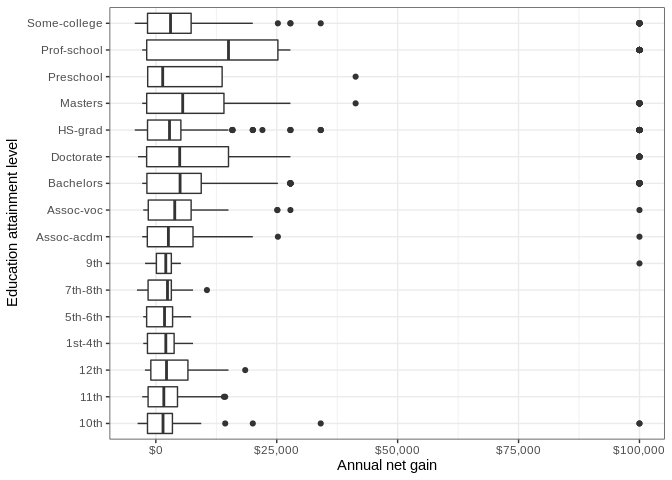 Education attainment level
Some-college
Prof-school
Preschool
Masters
HS-grad
Doctorate
Bachelors
Assoc-voc
Assoc-acdm
9th
7th-8th
5th-6th
1st-4th
12th
11th
10th
$0 $25,000 $50,000 $75,000 $100,000
Annual net gain